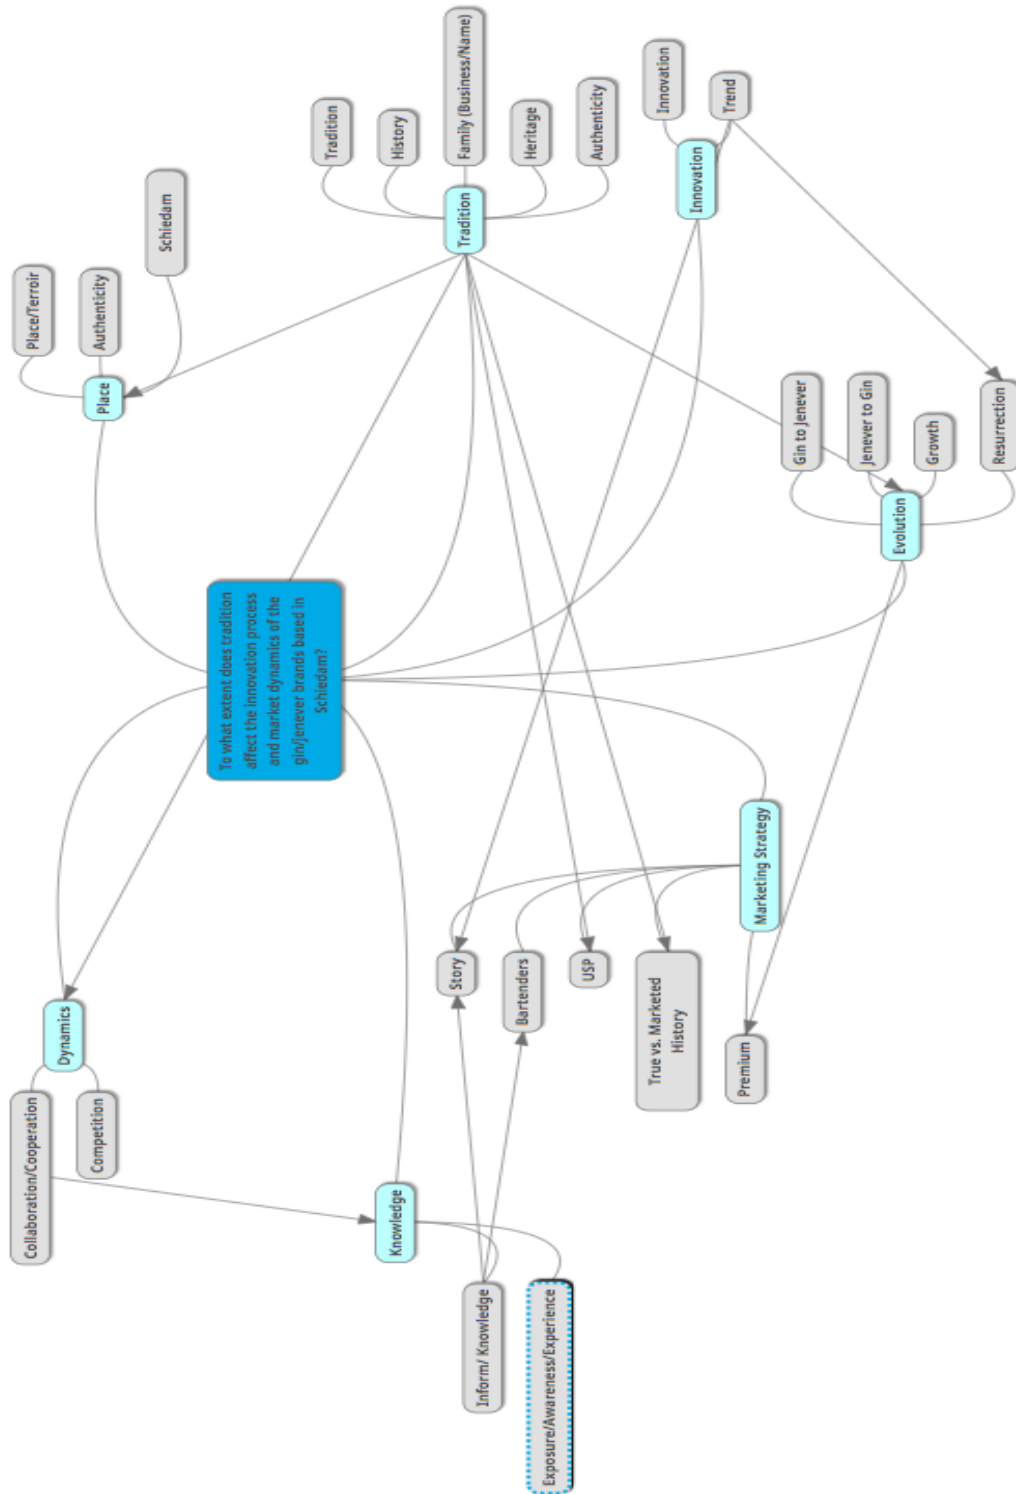 Collaboration/Cooperation
Competition
Dynamics
Place
Place/Terroir
Authenticity
Schiedam
To what extent does tradition
affect the innovation process
and market dynamics of the
gin/jenever brands based in
Schiedam?
Knowledge
Inform/ Knowledge
Exposure/Awareness/Experience
Tradition
Tradition
History
Family (Business/Name)
Heritage
Authenticity
Story
Bartenders
USP
True vs. Marketed
History
Premium
Marketing Strategy
Innovation
Innovation
Trend
Evolution
Gin to Jenever
Jenever to Gin
Growth
Resurrection